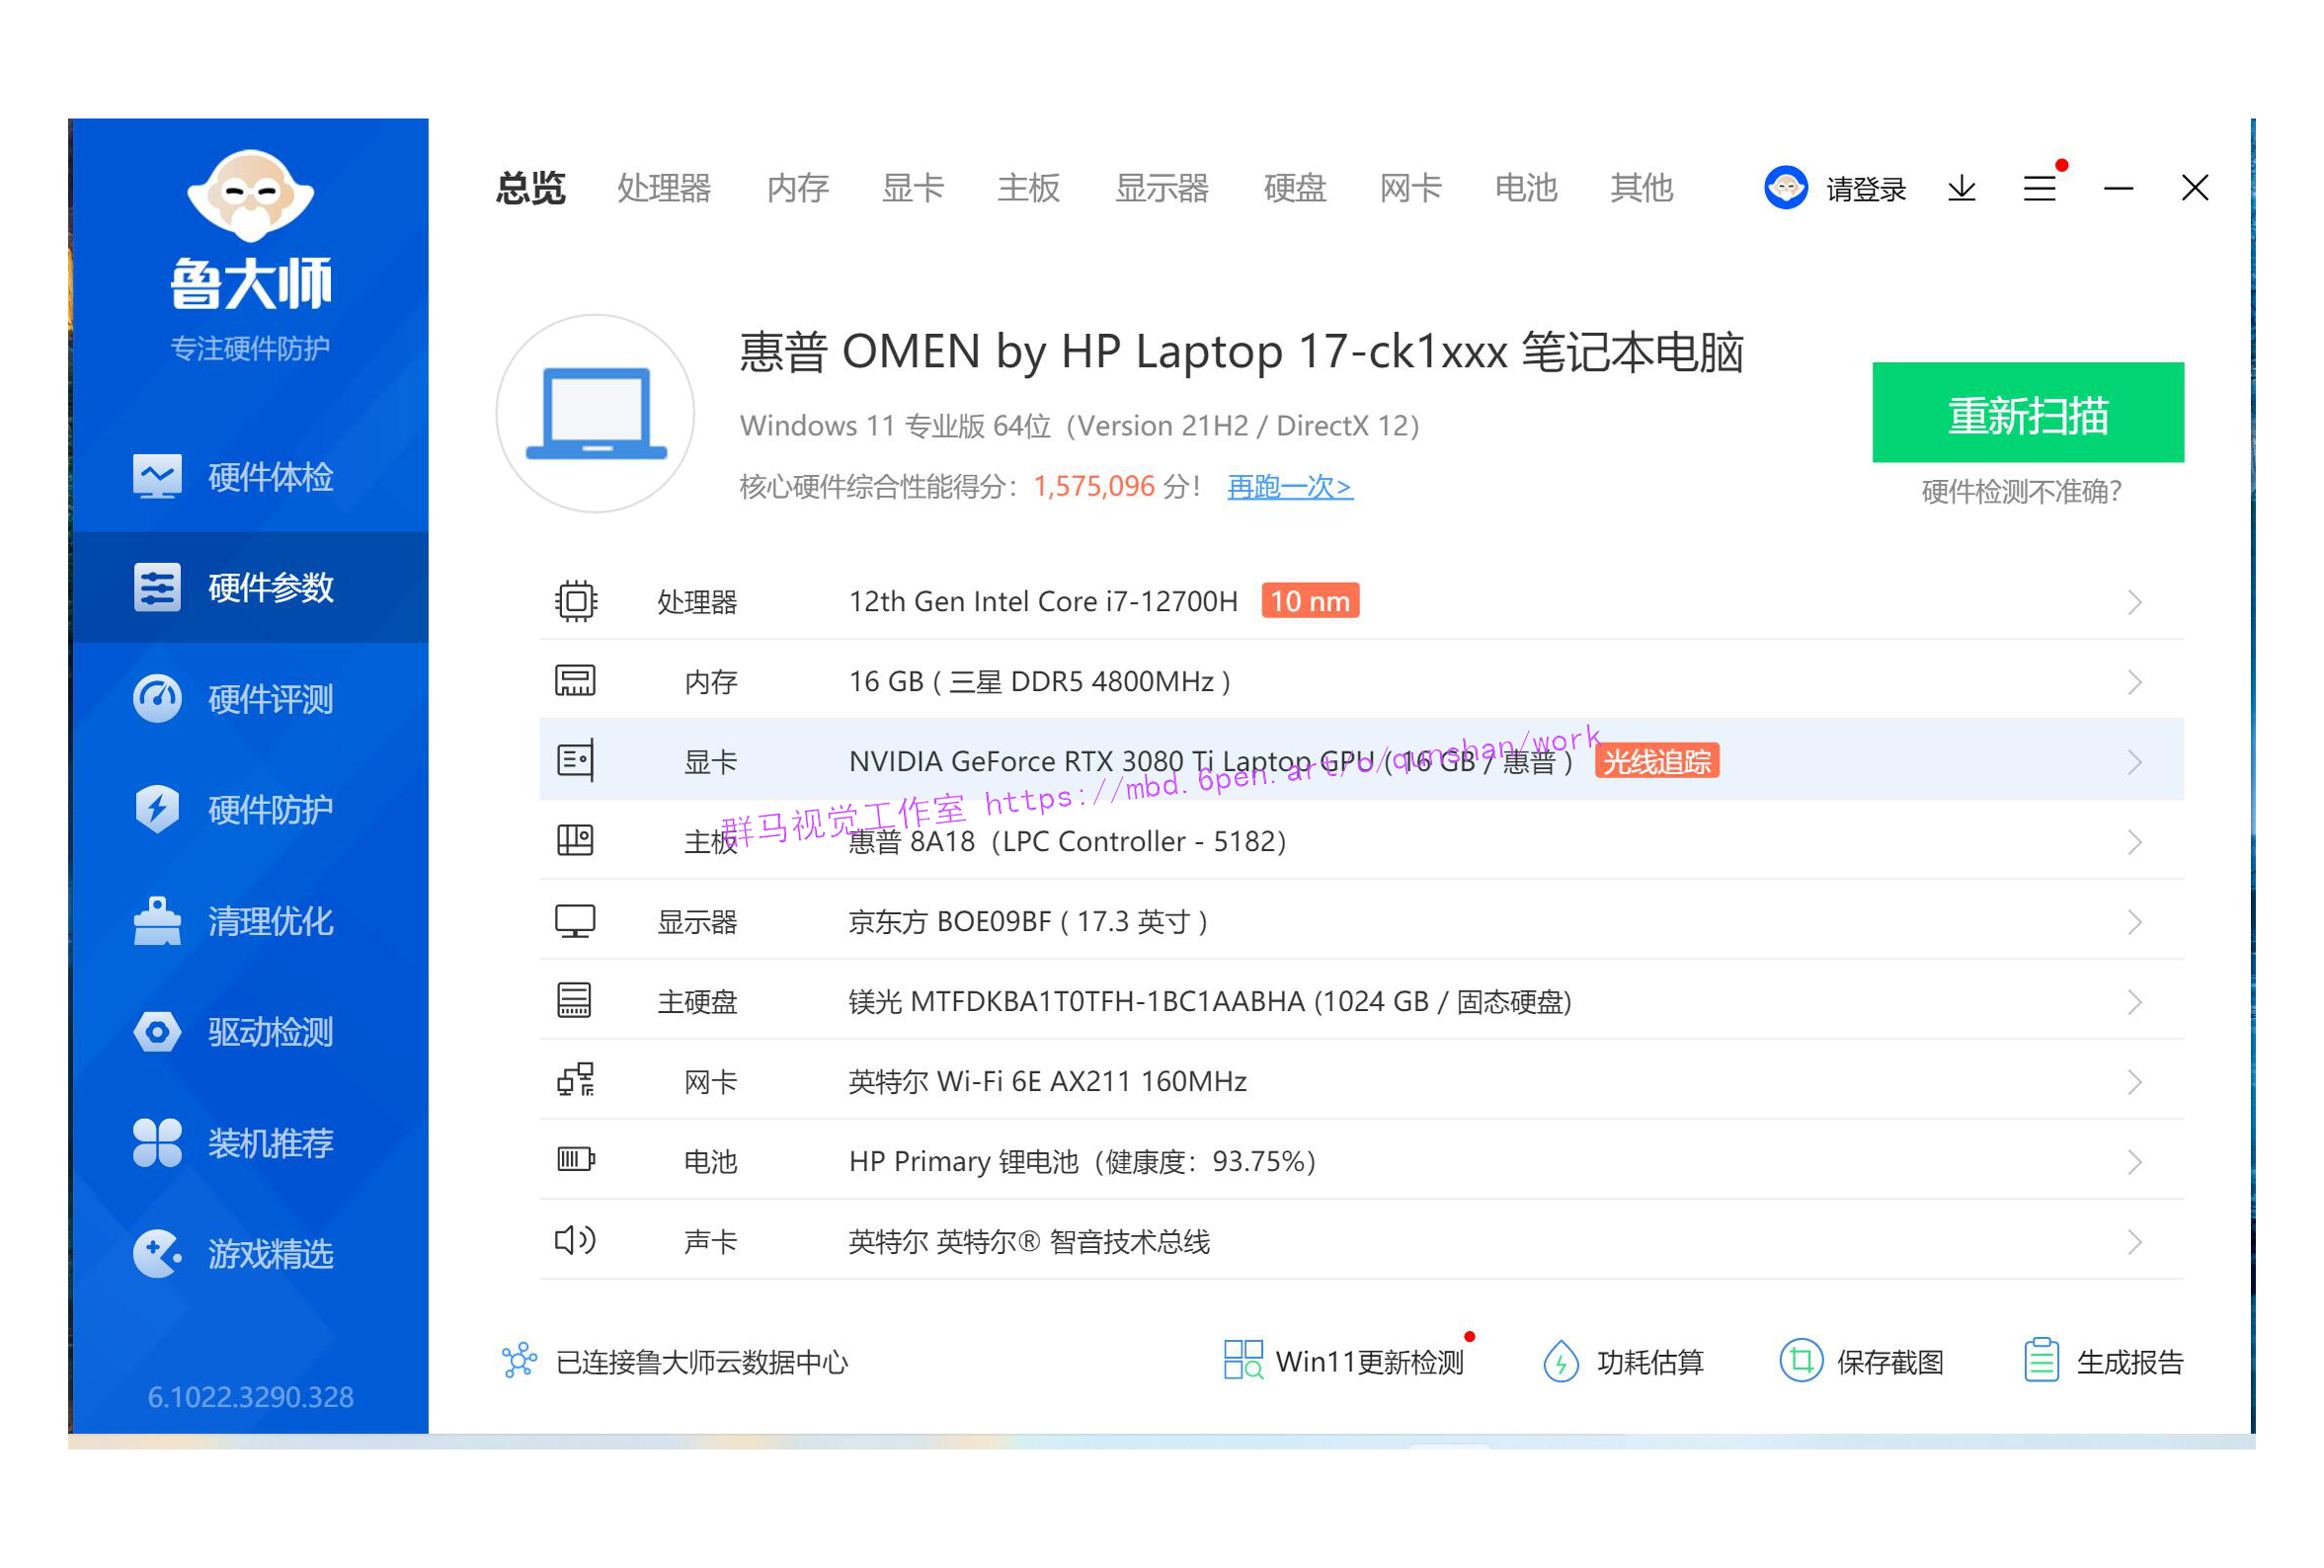 鲁大师
专注硬件防护
硬件体检
硬件参数
硬件评测
硬件防护
清理优化
驱动检测
装机推荐
游戏精选
6.1022.3290.328
总览 处理器 内存 显卡 主板 显示器 硬盘 网卡 电池 其他 请登录
惠普 OMEN by HP Laptop 17-ck1xxx 笔记本电脑
Windows 11 专业版 64位（Version 21H2 / DirectX 12）
核心硬件综合性能得分：1,575,096 分！ 再跑一次>
重新扫描
硬件检测不准确?
处理器 12th Gen Intel Core i7-12700H 10 nm
内存 16 GB ( 三星 DDR5 4800MHz )
显卡 NVIDIA GeForce RTX 3080 Ti Laptop GPU ( 16 GB / 惠普 ) 光线追踪
群马视觉工作室 https://mbd.6pen.art/o/qunshan/work
主板 惠普 8A18（LPC Controller - 5182）
显示器 京东方 BOE09BF ( 17.3 英寸 )
主硬盘 镁光 MTFDKBA1T0TFH-1BC1AABHA (1024 GB / 固态硬盘)
网卡 英特尔 Wi-Fi 6E AX211 160MHz
电池 HP Primary 锂电池（健康度：93.75%）
声卡 英特尔 英特尔® 智音技术总线
已连接鲁大师云数据中心 Win11更新检测 功耗估算 保存截图 生成报告